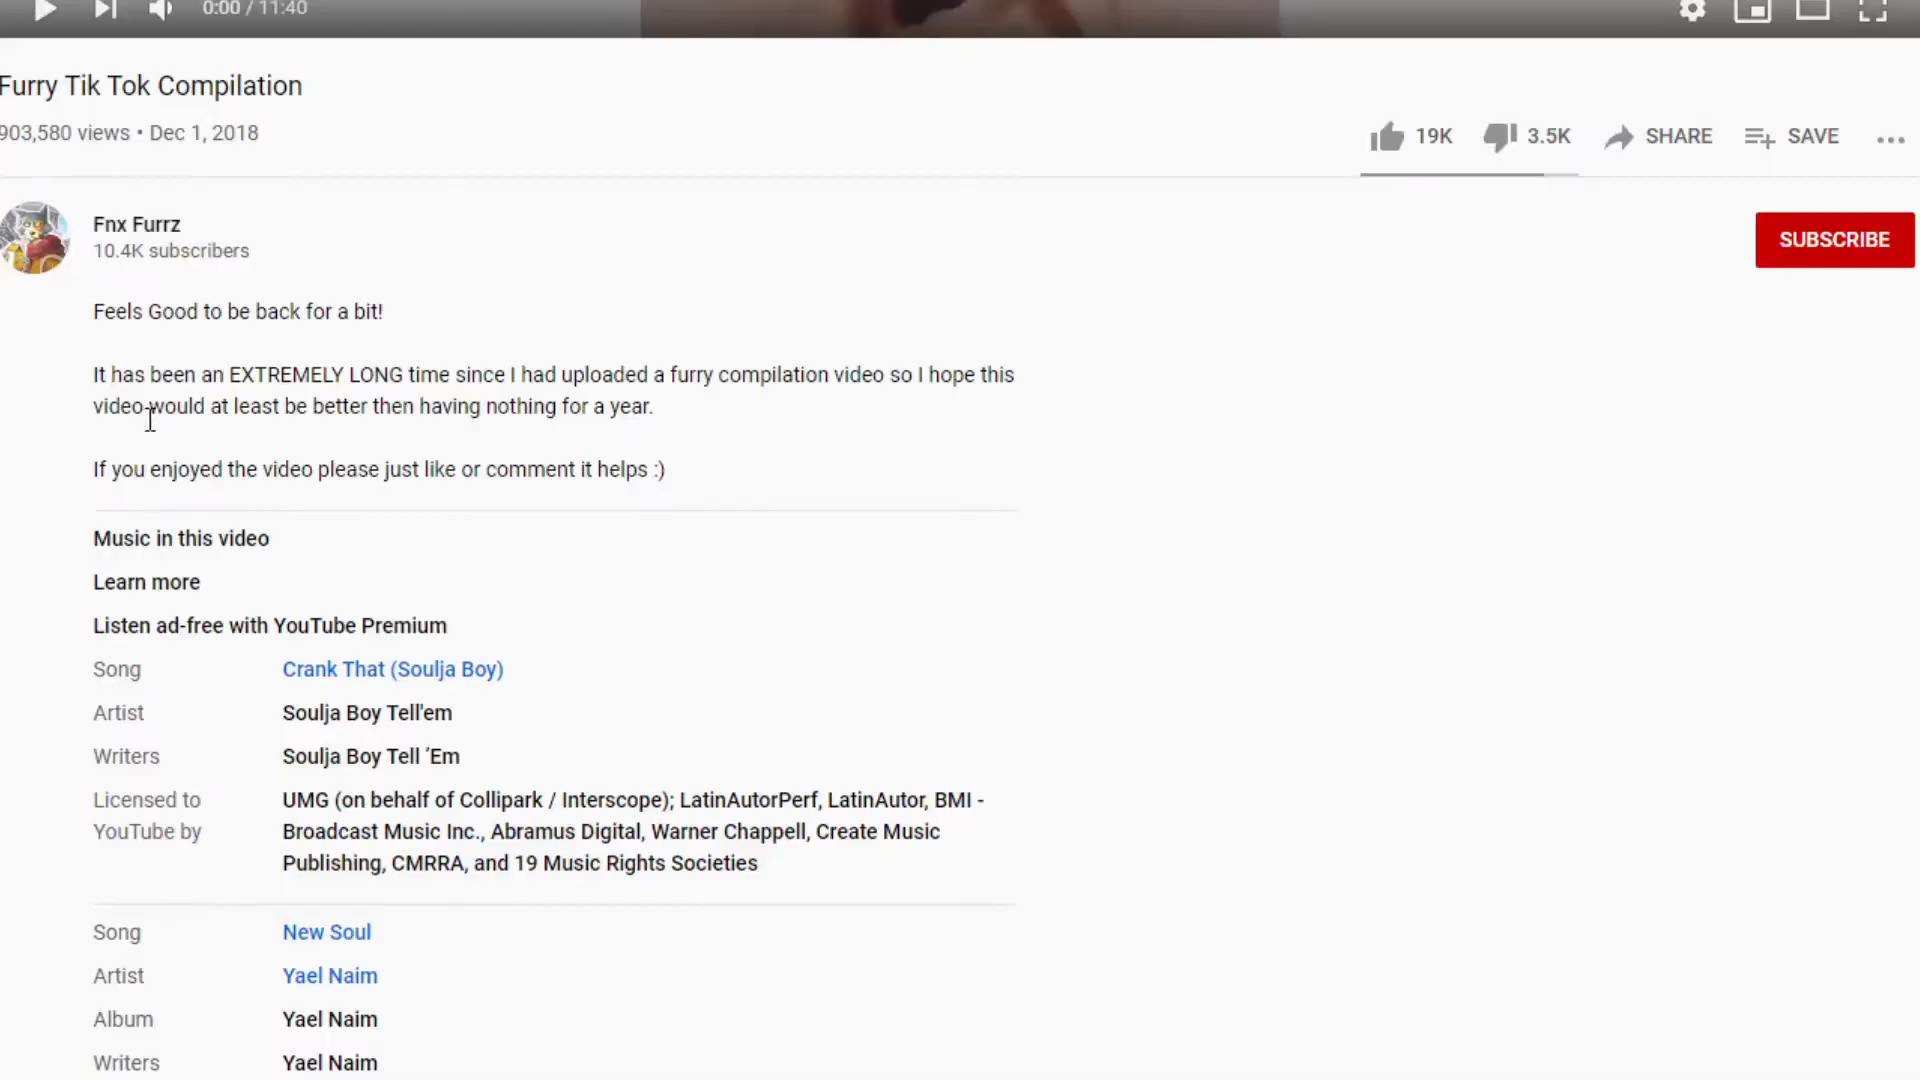 0:00 / 11:40
Furry Tik Tok Compilation
903,580 views • Dec 1, 2018
19K
3.5K
SHARE
SAVE
Fnx Furrz
10.4K subscribers
SUBSCRIBE
Feels Good to be back for a bit!
It has been an EXTREMELY LONG time since I had uploaded a furry compilation video so I hope this
video would at least be better then having nothing for a year.
If you enjoyed the video please just like or comment it helps :)
Music in this video
Learn more
Listen ad-free with YouTube Premium
Song Crank That (Soulja Boy)
Artist Soulja Boy Tell'em
Writers Soulja Boy Tell ´Em
Licensed to UMG (on behalf of Collipark / Interscope); LatinAutorPerf, LatinAutor, BMI -
YouTube by Broadcast Music Inc., Abramus Digital, Warner Chappell, Create Music
Publishing, CMRRA, and 19 Music Rights Societies
Song New Soul
Artist Yael Naim
Album Yael Naim
Writers Yael Naim